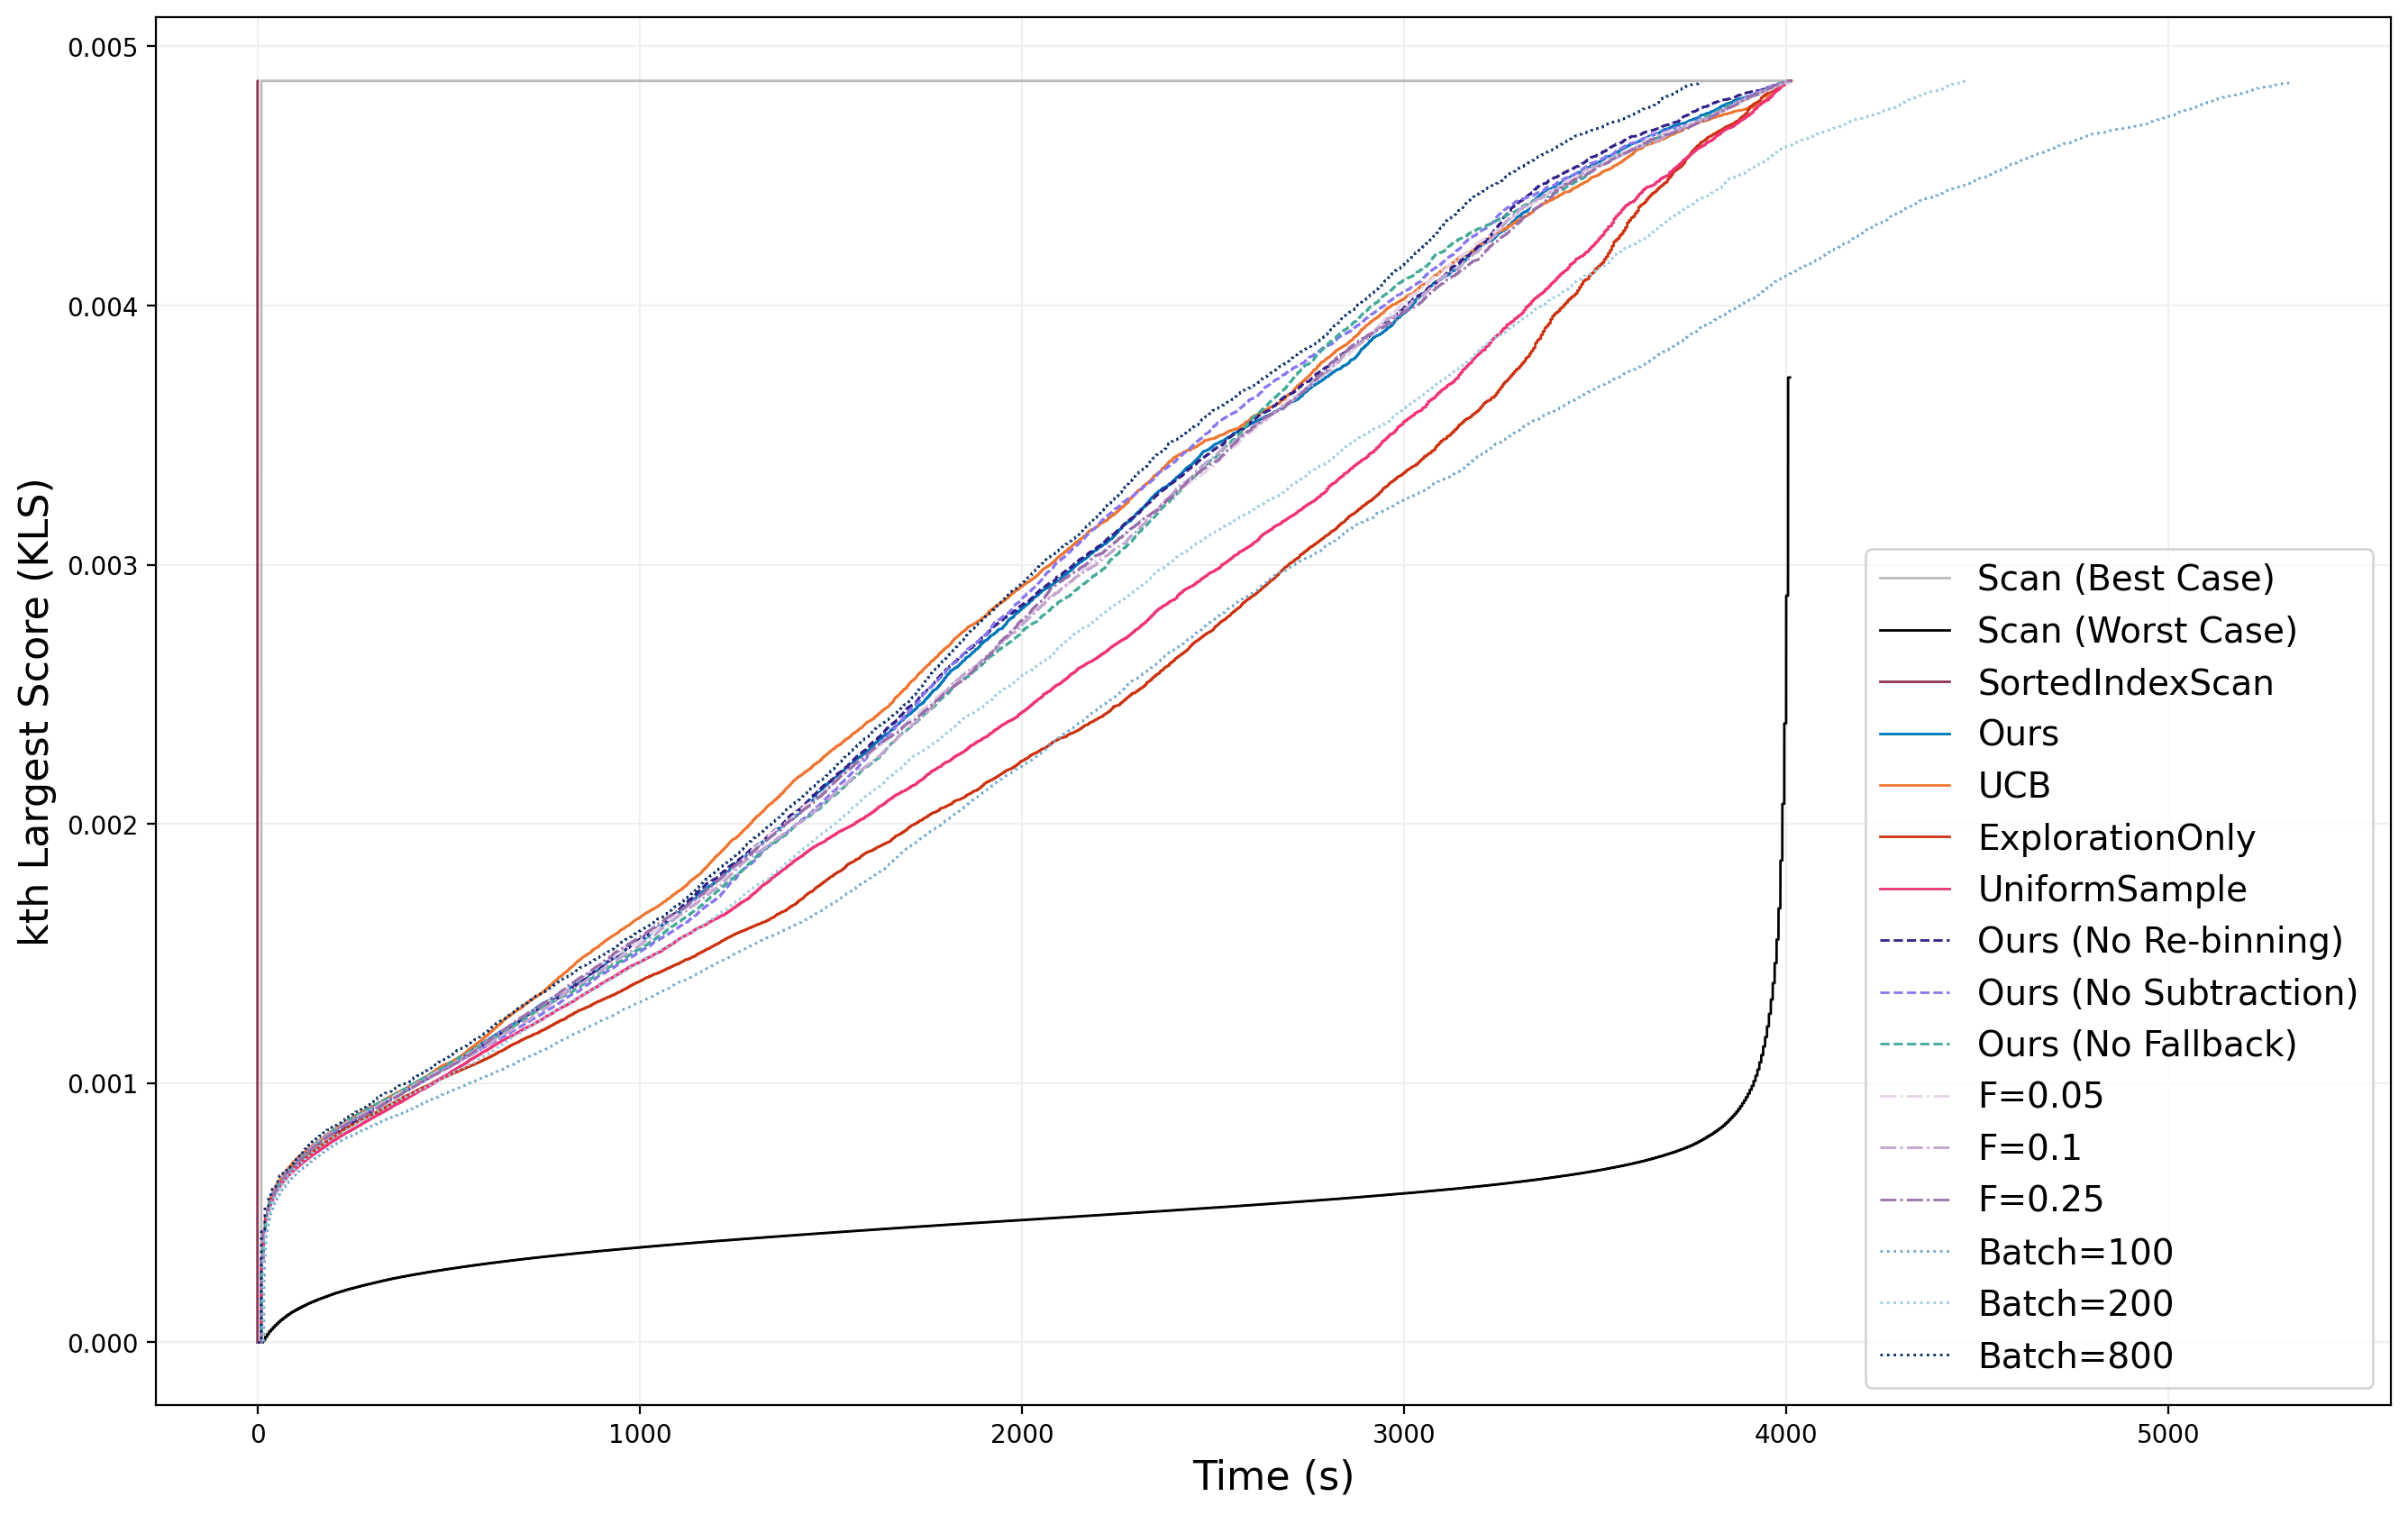 0.005
0.004
0.003
0.002
0.001
0.000
kth Largest Score (KLS)
0
1000
2000
3000
4000
5000
Time (s)
Scan (Best Case)
Scan (Worst Case)
SortedIndexScan
Ours
UCB
ExplorationOnly
UniformSample
Ours (No Re-binning)
Ours (No Subtraction)
Ours (No Fallback)
F=0.05
F=0.1
F=0.25
Batch=100
Batch=200
Batch=800